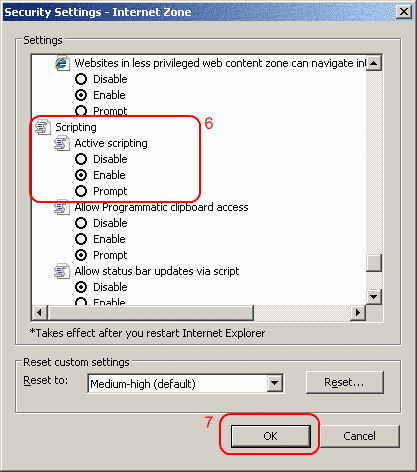 Security Settings - Internet Zone
Settings
Websites in less privileged web content zone can navigate int
Disable
Enable
Prompt
Scripting
6
Active scripting
Disable
Enable
Prompt
Allow Programmatic clipboard access
Disable
Enable
Prompt
Allow status bar updates via script
Disable
Enable
*Takes effect after you restart Internet Explorer
Reset custom settings
Reset to:
Medium-high (default)
Reset...
7
OK
Cancel